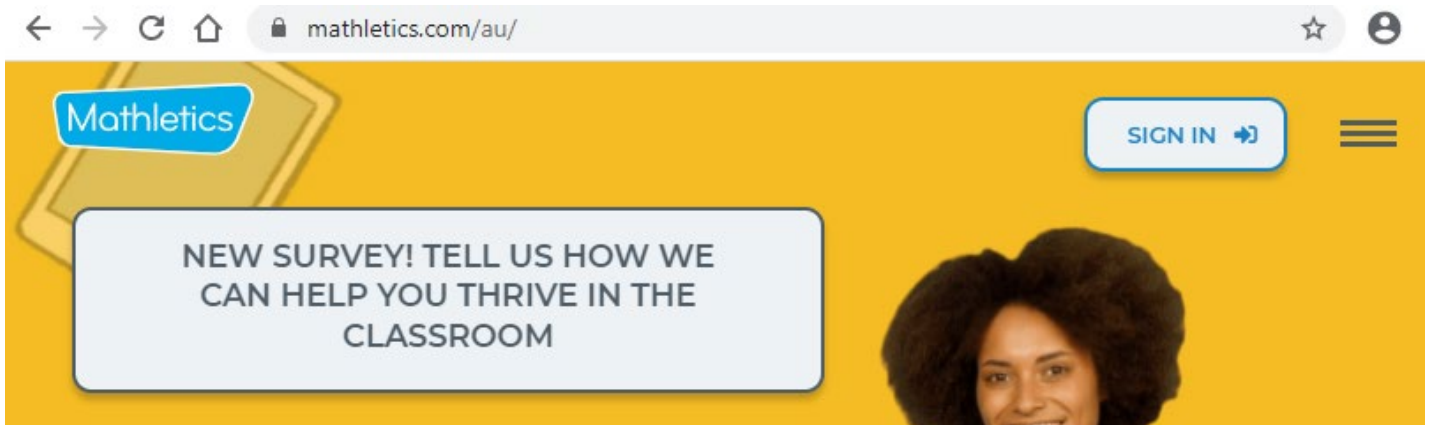 mathletics.com/au/
Mathletics
SIGN IN
NEW SURVEY! TELL US HOW WE
CAN HELP YOU THRIVE IN THE
CLASSROOM